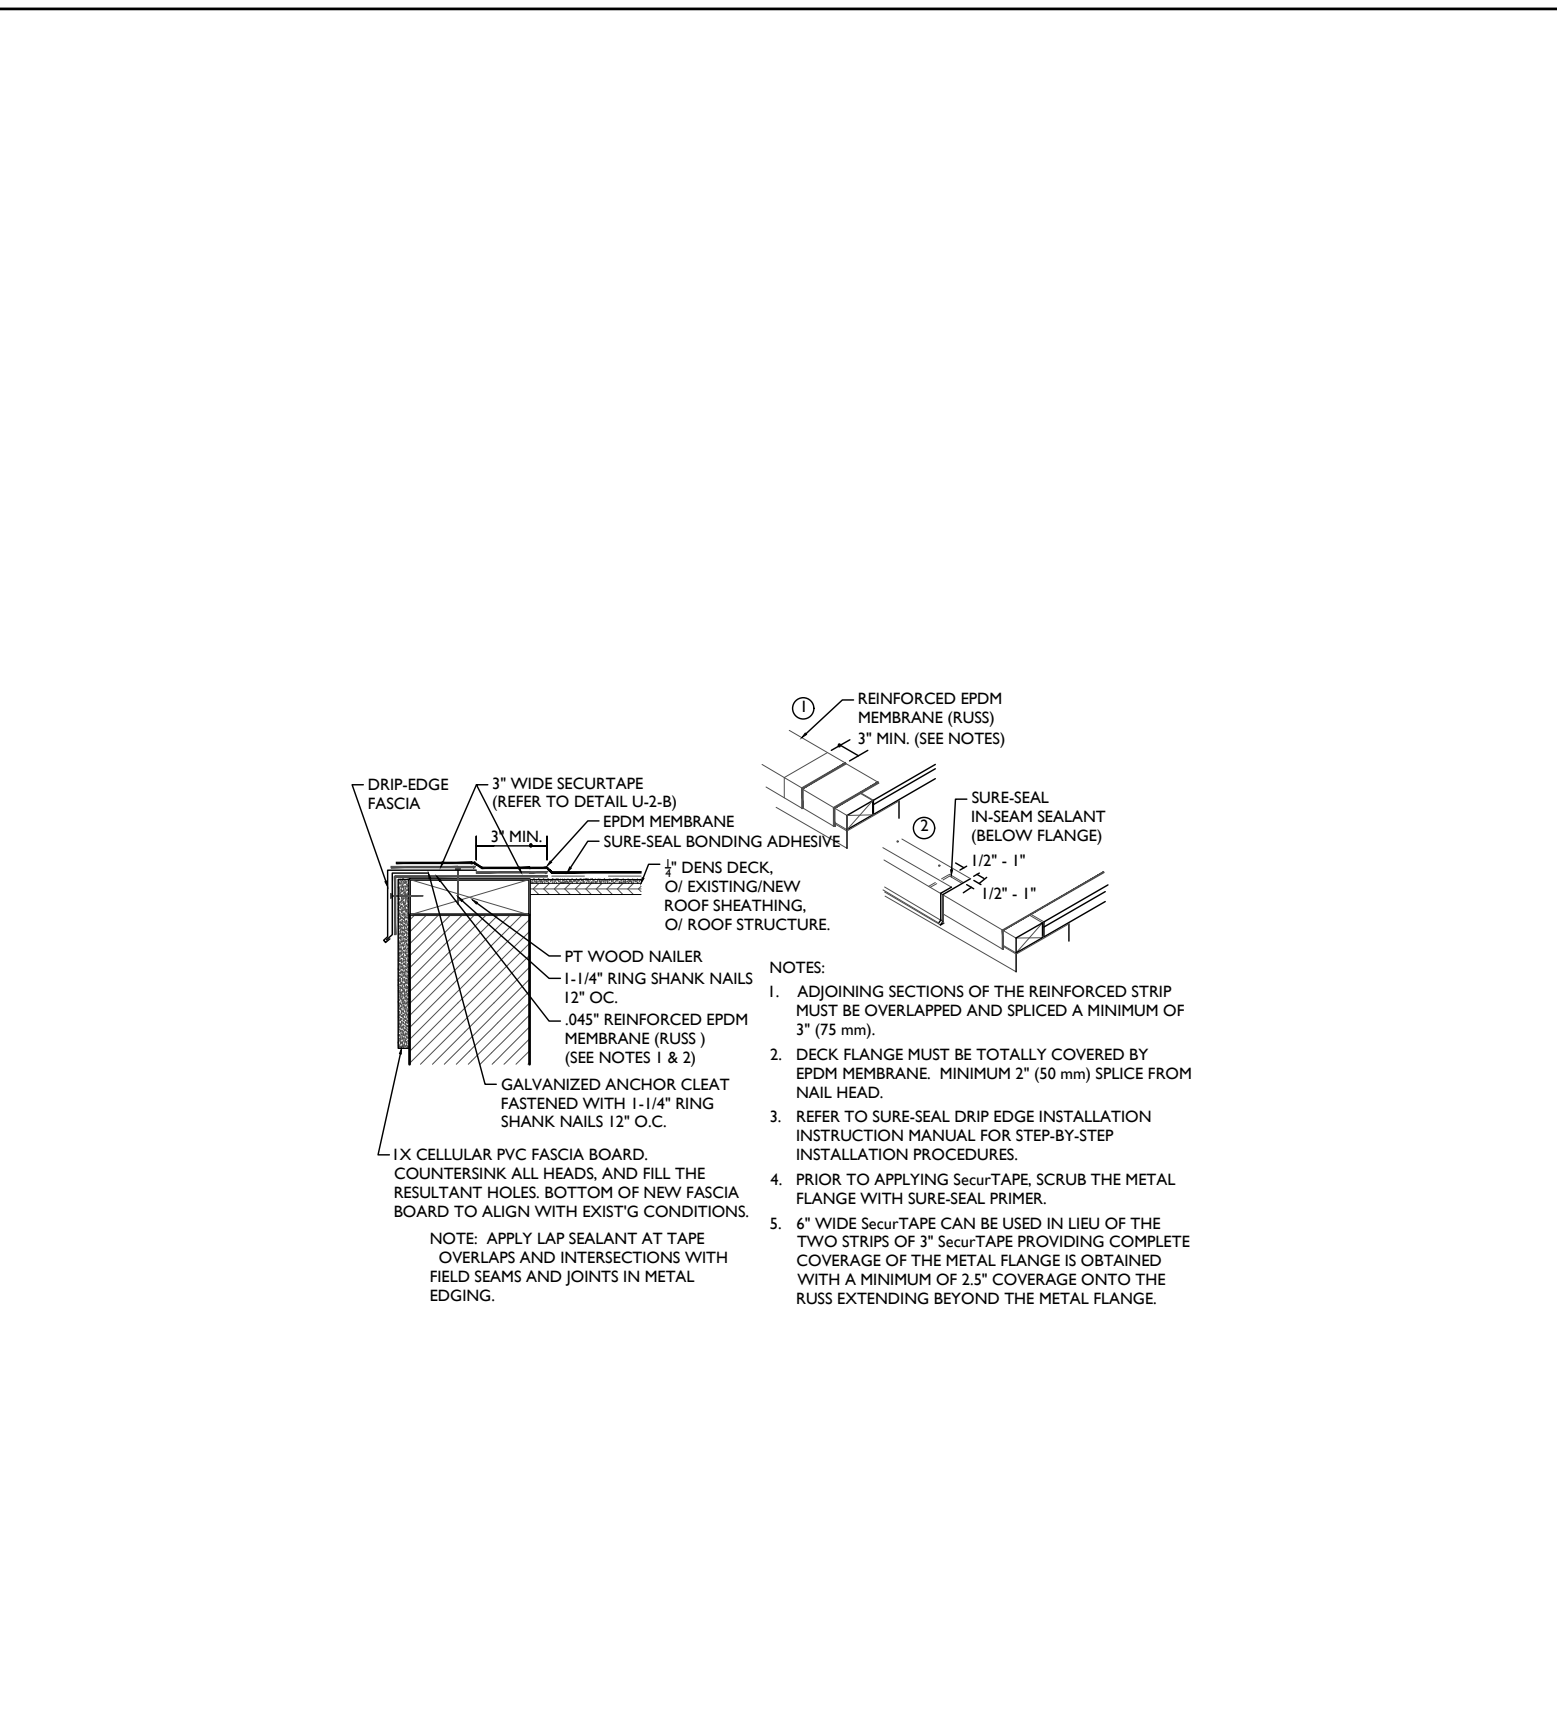 DRIP-EDGE
FASCIA
3" WIDE SECURTAPE
(REFER TO DETAIL U-2-B)
3" MIN.
EPDM MEMBRANE
SURE-SEAL BONDING ADHESIVE
1/4" DENS DECK,
O/ EXISTING/NEW
ROOF SHEATHING,
O/ ROOF STRUCTURE.
PT WOOD NAILER
1-1/4" RING SHANK NAILS
12" OC.
.045" REINFORCED EPDM
MEMBRANE (RUSS )
(SEE NOTES 1 & 2)
GALVANIZED ANCHOR CLEAT
FASTENED WITH 1-1/4" RING
SHANK NAILS 12" O.C.
1X CELLULAR PVC FASCIA BOARD.
COUNTERSINK ALL HEADS, AND FILL THE
RESULTANT HOLES. BOTTOM OF NEW FASCIA
BOARD TO ALIGN WITH EXIST'G CONDITIONS.
NOTE: APPLY LAP SEALANT AT TAPE
OVERLAPS AND INTERSECTIONS WITH
FIELD SEAMS AND JOINTS IN METAL
EDGING.
1
REINFORCED EPDM
MEMBRANE (RUSS)
3" MIN. (SEE NOTES)
2
SURE-SEAL
IN-SEAM SEALANT
(BELOW FLANGE)
1/2" - 1"
1/2" - 1"
NOTES:
1. ADJOINING SECTIONS OF THE REINFORCED STRIP
MUST BE OVERLAPPED AND SPLICED A MINIMUM OF
3" (75 mm).
2. DECK FLANGE MUST BE TOTALLY COVERED BY
EPDM MEMBRANE. MINIMUM 2" (50 mm) SPLICE FROM
NAIL HEAD.
3. REFER TO SURE-SEAL DRIP EDGE INSTALLATION
INSTRUCTION MANUAL FOR STEP-BY-STEP
INSTALLATION PROCEDURES.
4. PRIOR TO APPLYING SecurTAPE, SCRUB THE METAL
FLANGE WITH SURE-SEAL PRIMER.
5. 6" WIDE SecurTAPE CAN BE USED IN LIEU OF THE
TWO STRIPS OF 3" SecurTAPE PROVIDING COMPLETE
COVERAGE OF THE METAL FLANGE IS OBTAINED
WITH A MINIMUM OF 2.5" COVERAGE ONTO THE
RUSS EXTENDING BEYOND THE METAL FLANGE.